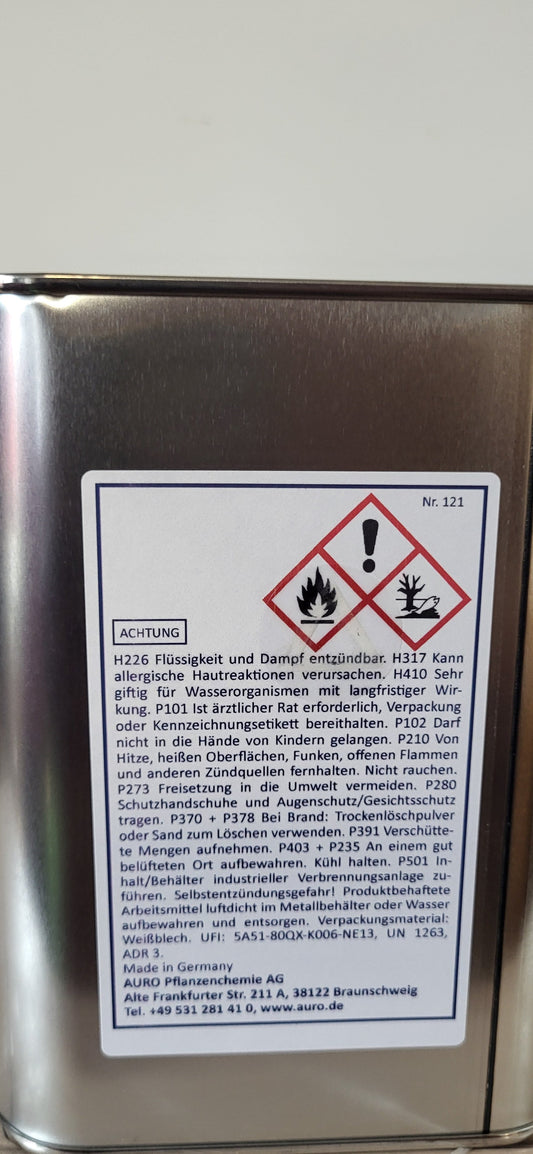 Nr. 121
ACHTUNG
H226 Flüssigkeit und Dampf entzündbar. H317 Kann
allergische Hautreaktionen verursachen. H410 Sehr
giftig für Wasserorganismen mit langfristiger Wir-
kung. P101 Ist ärztlicher Rat erforderlich, Verpackung
oder Kennzeichnungsetikett bereithalten. P102 Darf
nicht in die Hände von Kindern gelangen. P210 Von
Hitze, heißen Oberflächen, Funken, offenen Flammen
und anderen Zündquellen fernhalten. Nicht rauchen.
P273 Freisetzung in die Umwelt vermeiden. P280
Schutzhandschuhe und Augenschutz/Gesichtsschutz
tragen. P370 + P378 Bei Brand: Trockenlöschpulver
oder Sand zum Löschen verwenden. P391 Verschütte-
te Mengen aufnehmen. P403 + P235 An einem gut
belüfteten Ort aufbewahren. Kühl halten. P501 In-
halt/Behälter industrieller Verbrennungsanlage zu-
führen. Selbstentzündungsgefahr! Produktbehaftete
Arbeitsmittel luftdicht im Metallbehälter oder Wasser
aufbewahren und entsorgen. Verpackungsmaterial:
Weißblech. UFI: 5A51-80QX-K006-NE13, UN 1263,
ADR 3.
Made in Germany
AURO Pflanzenchemie AG
Alte Frankfurter Str. 211 A, 38122 Braunschweig
Tel. +49 531 281 41 0, www.auro.de